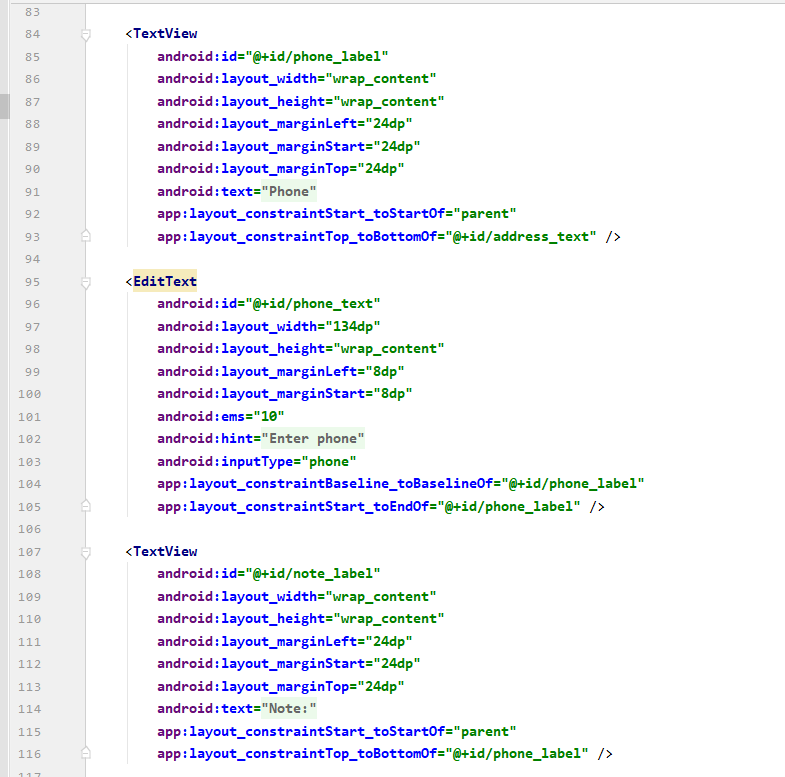 83
84 <TextView
85 android:id="@+id/phone_label"
86 android:layout_width="wrap_content"
87 android:layout_height="wrap_content"
88 android:layout_marginLeft="24dp"
89 android:layout_marginStart="24dp"
90 android:layout_marginTop="24dp"
91 android:text="Phone"
92 app:layout_constraintStart_toStartOf="parent"
93 app:layout_constraintTop_toBottomOf="@+id/address_text" />
94
95 <EditText
96 android:id="@+id/phone_text"
97 android:layout_width="134dp"
98 android:layout_height="wrap_content"
99 android:layout_marginLeft="8dp"
100 android:layout_marginStart="8dp"
101 android:ems="10"
102 android:hint="Enter phone"
103 android:inputType="phone"
104 app:layout_constraintBaseline_toBaselineOf="@+id/phone_label"
105 app:layout_constraintStart_toEndOf="@+id/phone_label" />
106
107 <TextView
108 android:id="@+id/note_label"
109 android:layout_width="wrap_content"
110 android:layout_height="wrap_content"
111 android:layout_marginLeft="24dp"
112 android:layout_marginStart="24dp"
113 android:layout_marginTop="24dp"
114 android:text="Note:"
115 app:layout_constraintStart_toStartOf="parent"
116 app:layout_constraintTop_toBottomOf="@+id/phone_label" />
117